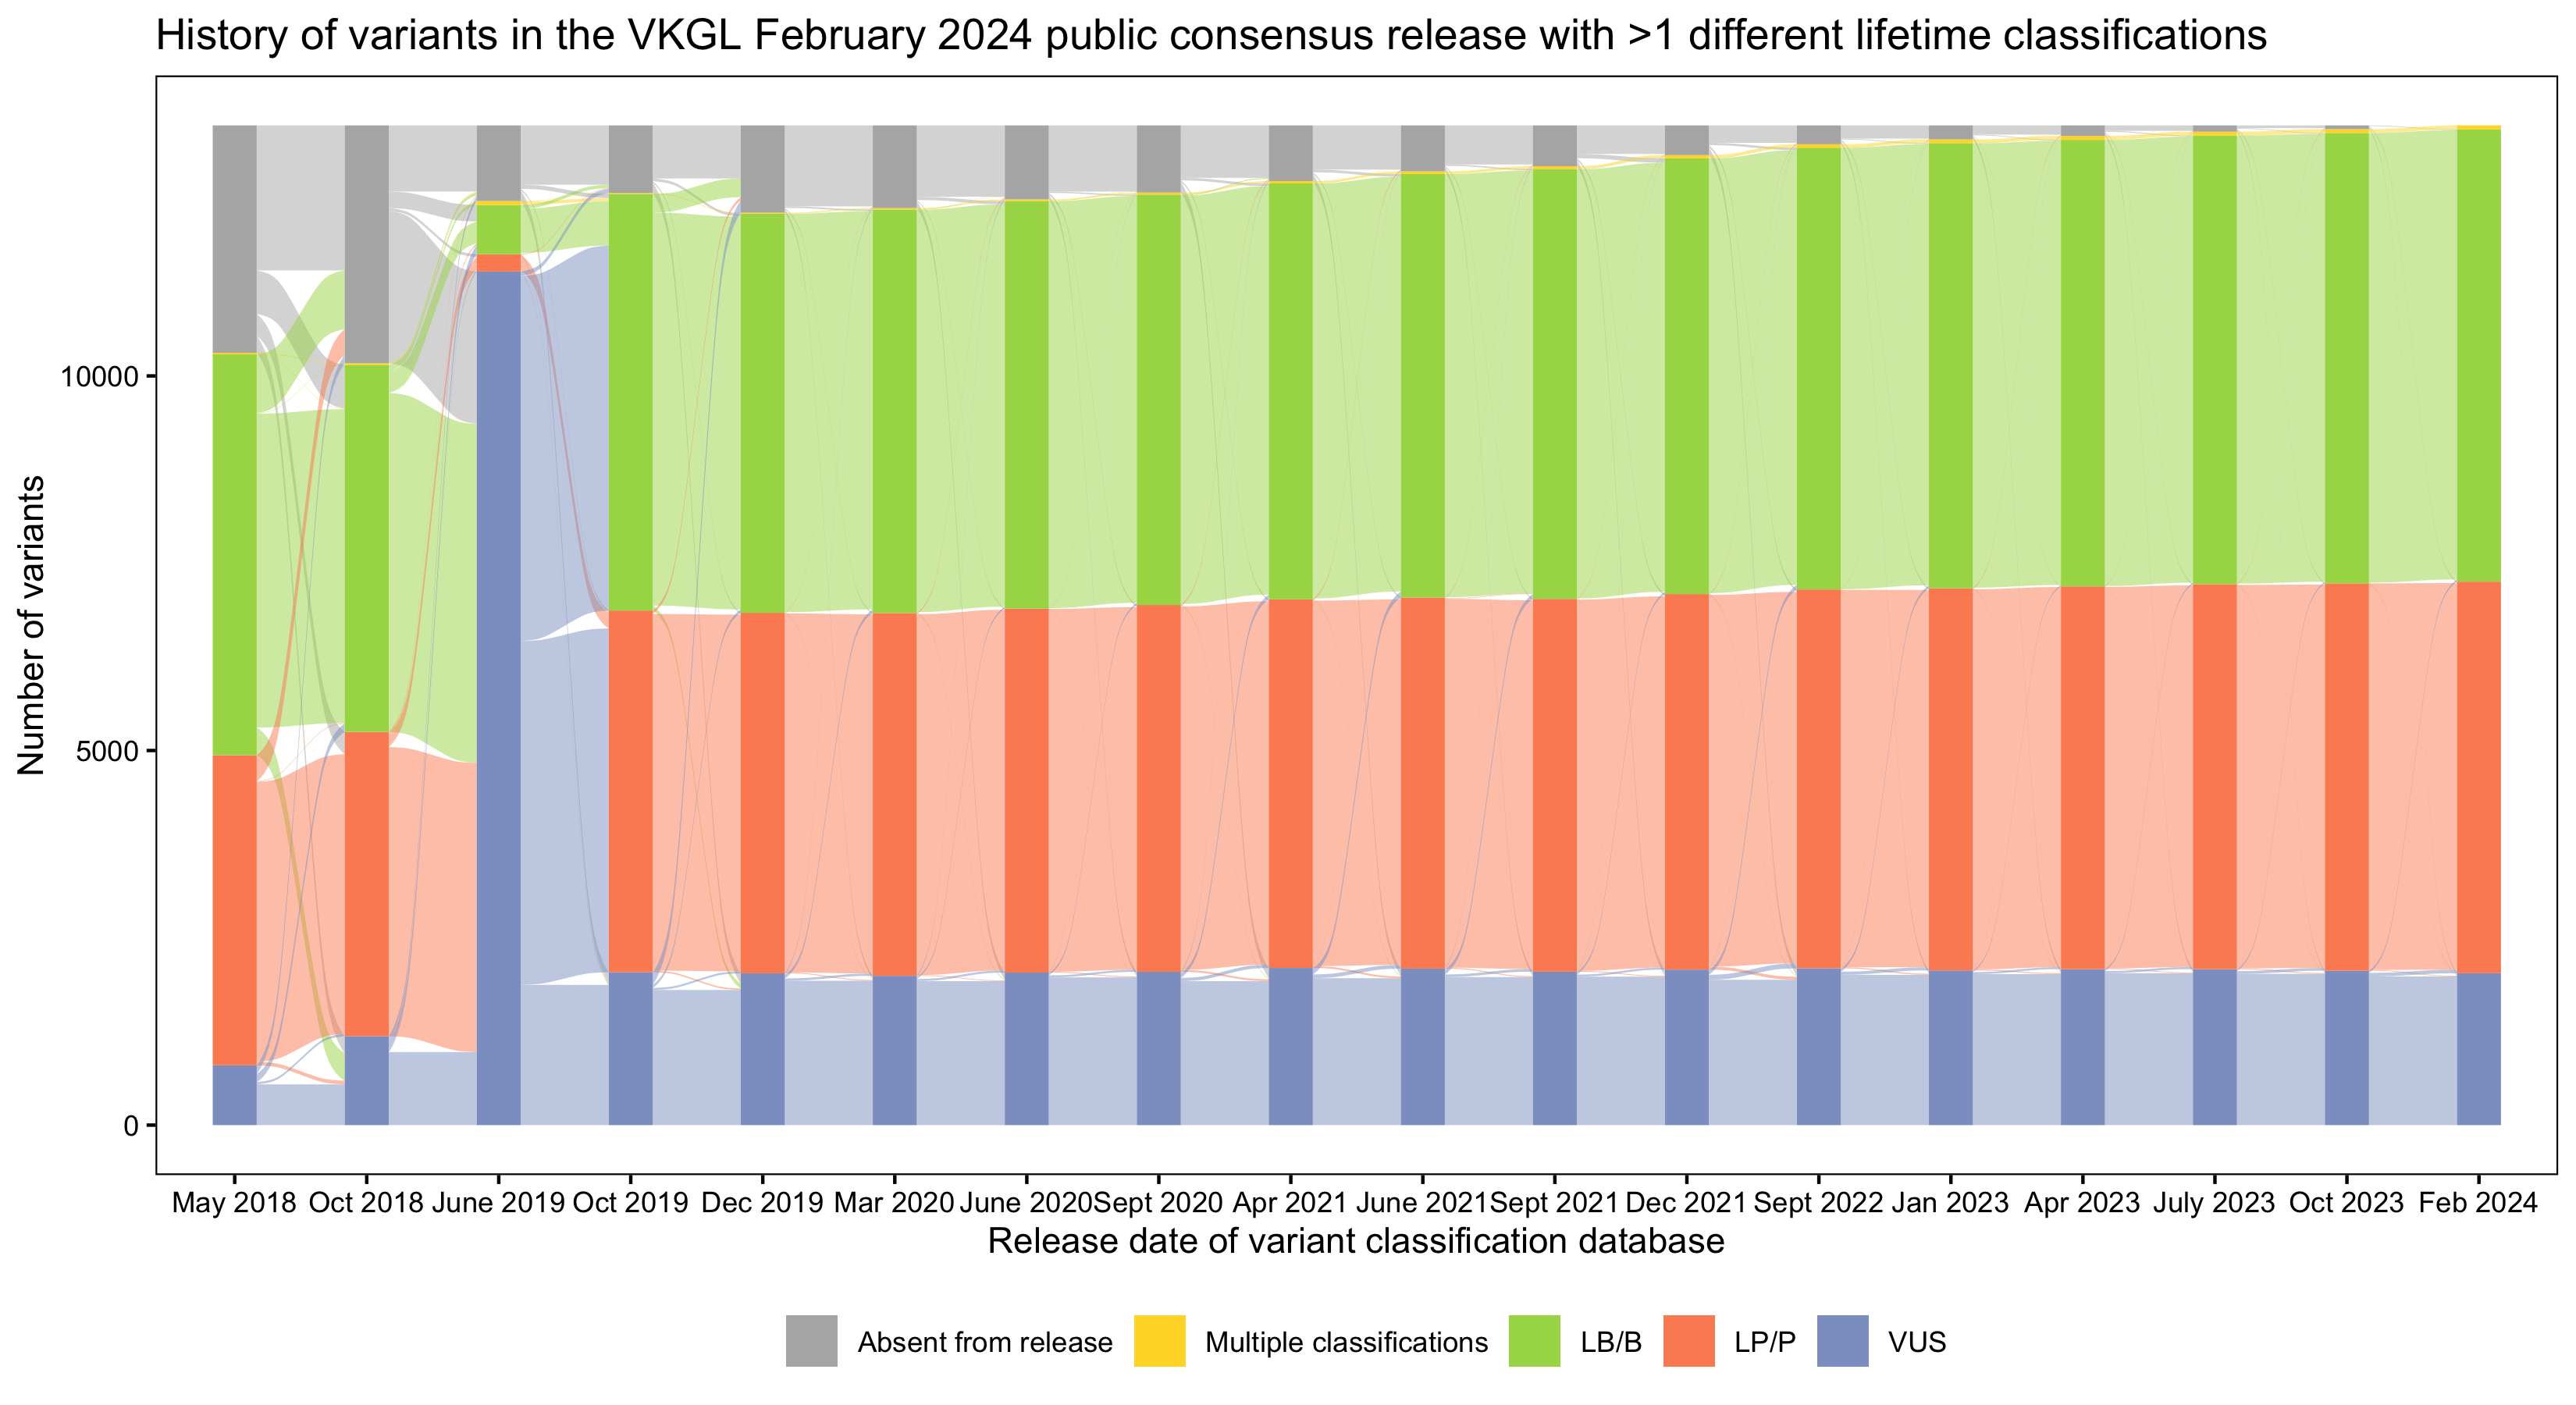 History of variants in the VKGL February 2024 public consensus release with >1 different lifetime classifications
Number of variants
10000
5000
0
May 2018 Oct 2018 June 2019 Oct 2019 Dec 2019 Mar 2020 June 2020 Sept 2020 Apr 2021 June 2021 Sept 2021 Dec 2021 Sept 2022 Jan 2023 Apr 2023 July 2023 Oct 2023 Feb 2024
Release date of variant classification database
Absent from release Multiple classifications LB/B LP/P VUS